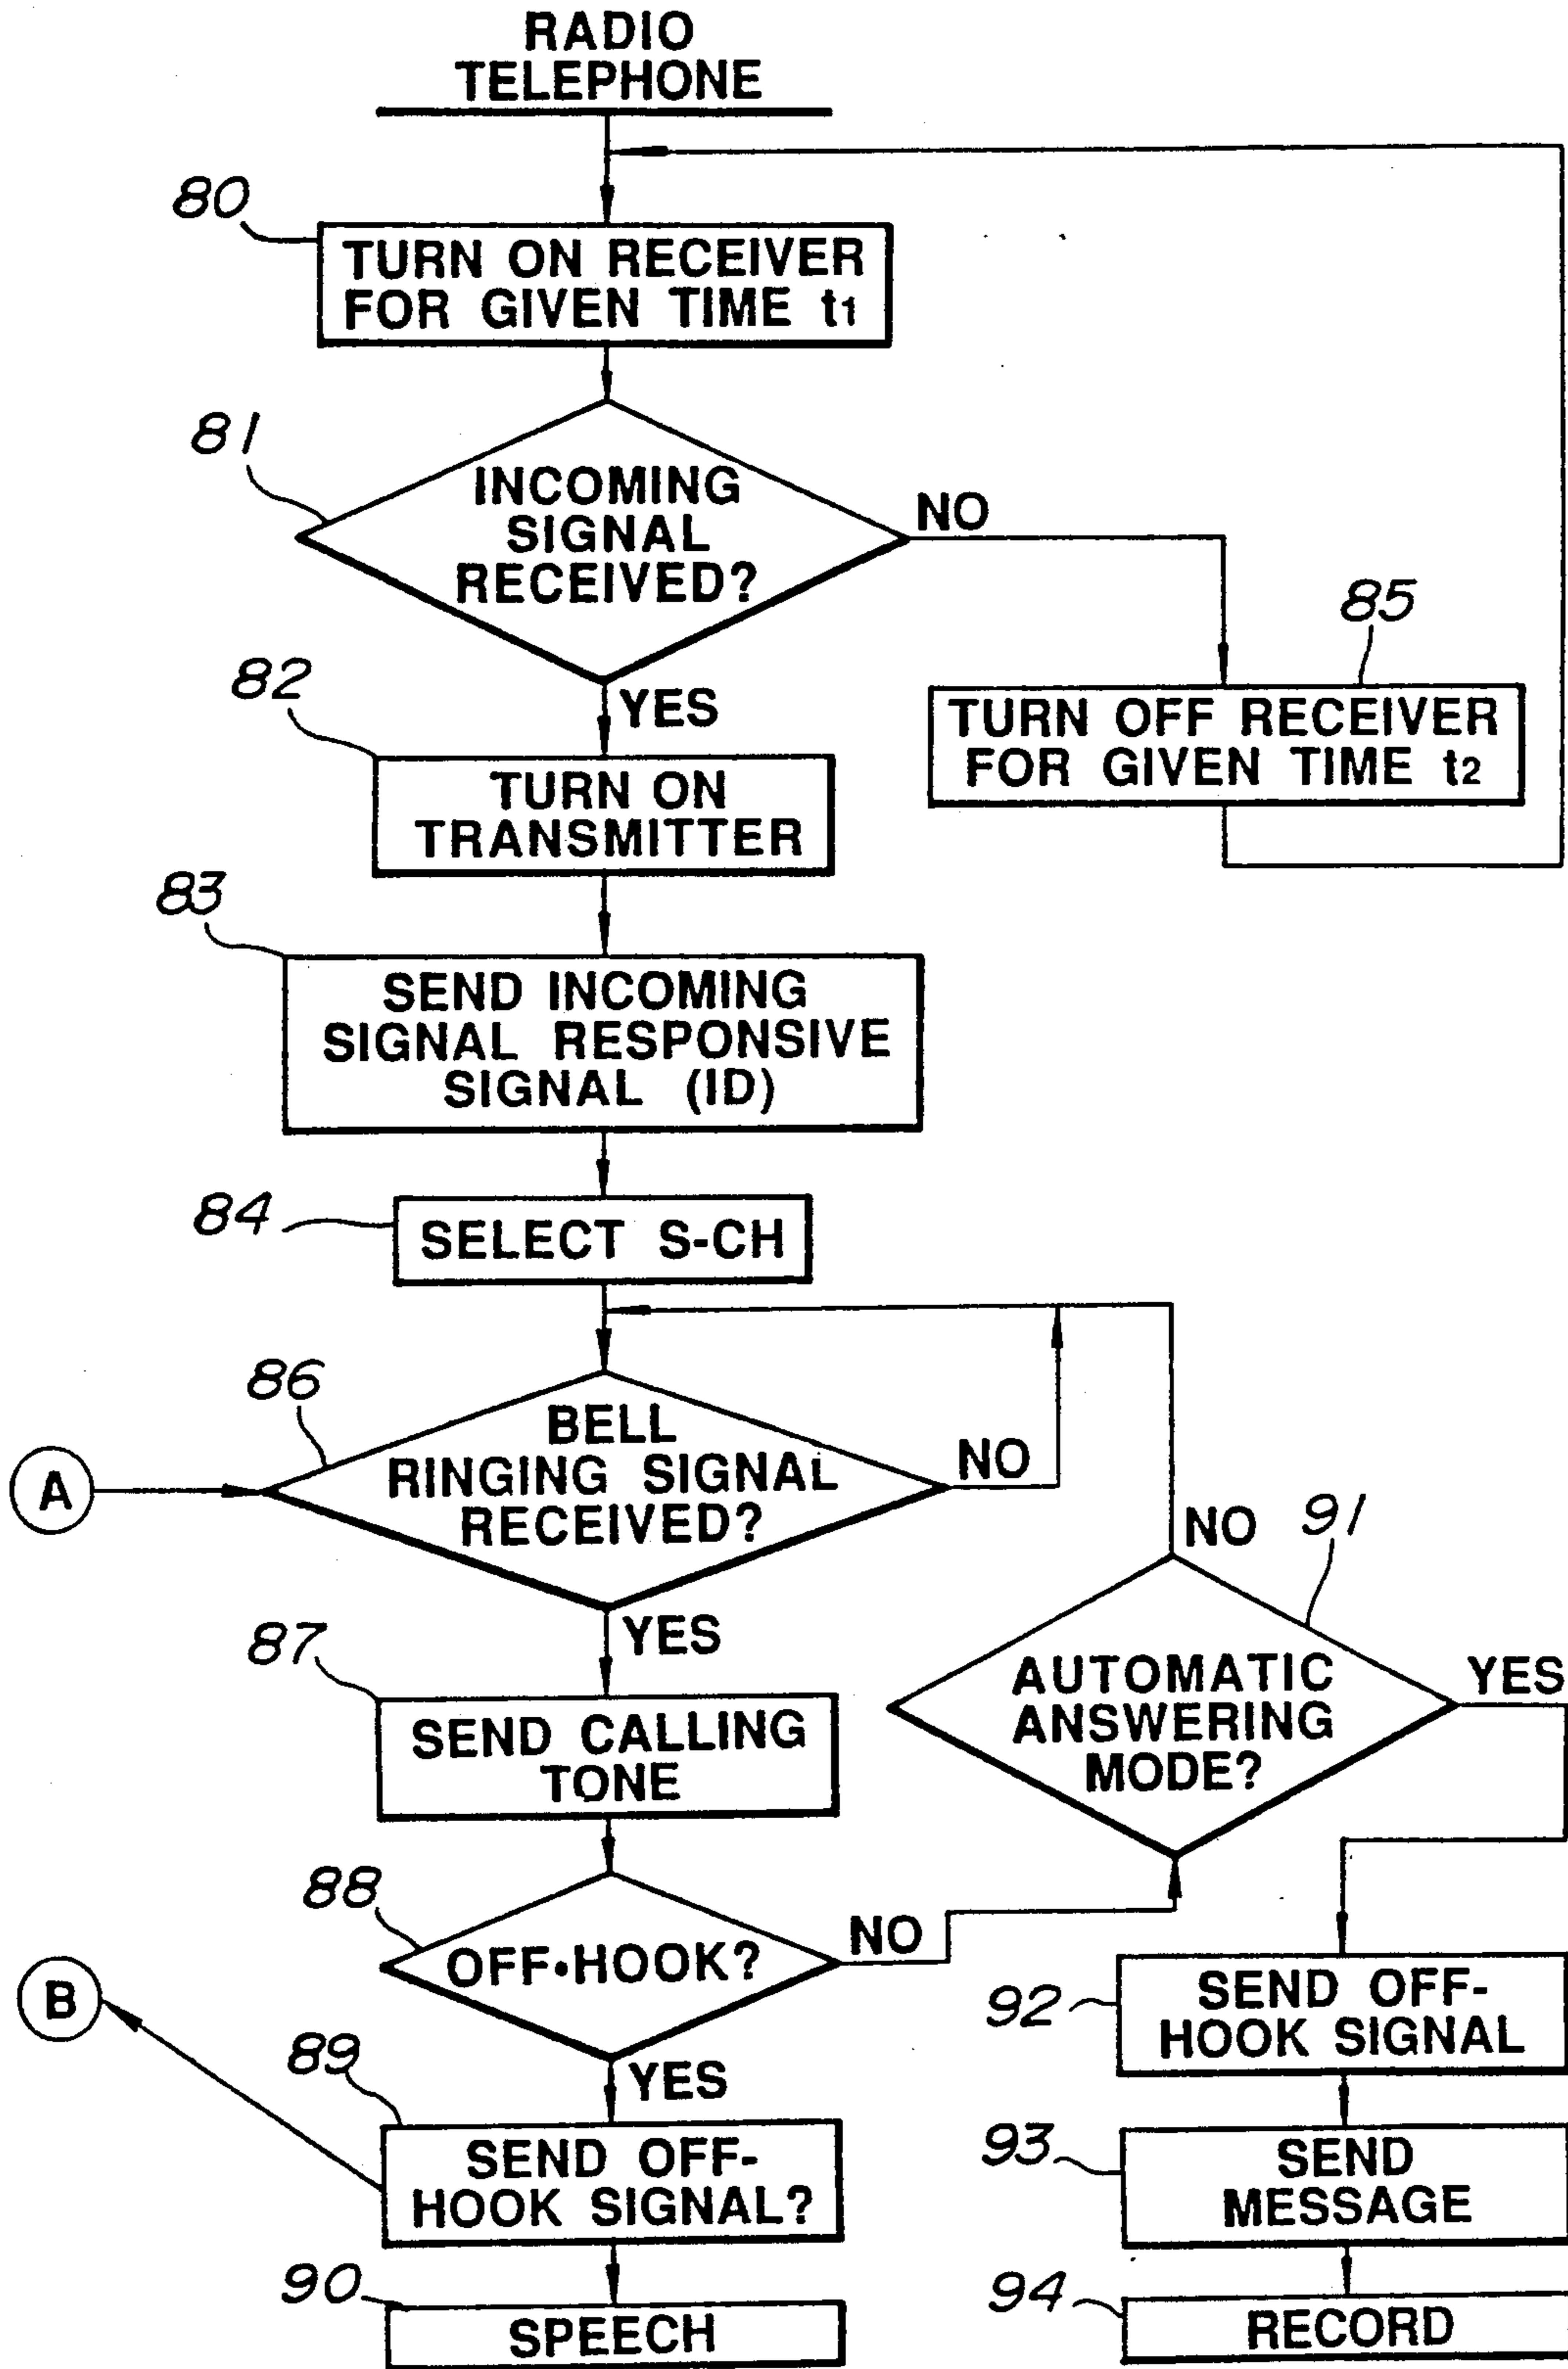 RADIO
TELEPHONE
80
TURN ON RECEIVER
FOR GIVEN TIME t1
81
INCOMING
SIGNAL
RECEIVED?
NO
85
TURN OFF RECEIVER
FOR GIVEN TIME t2
YES
82
TURN ON
TRANSMITTER
83
SEND INCOMING
SIGNAL RESPONSIVE
SIGNAL (ID)
84
SELECT S-CH
86
A
BELL
RINGING SIGNAL
RECEIVED?
NO
YES
87
SEND CALLING
TONE
88
OFF•HOOK?
NO
91
AUTOMATIC
ANSWERING
MODE?
NO
YES
B
YES
89
SEND OFF-
HOOK SIGNAL?
90
SPEECH
92
SEND OFF-
HOOK SIGNAL
93
SEND
MESSAGE
94
RECORD